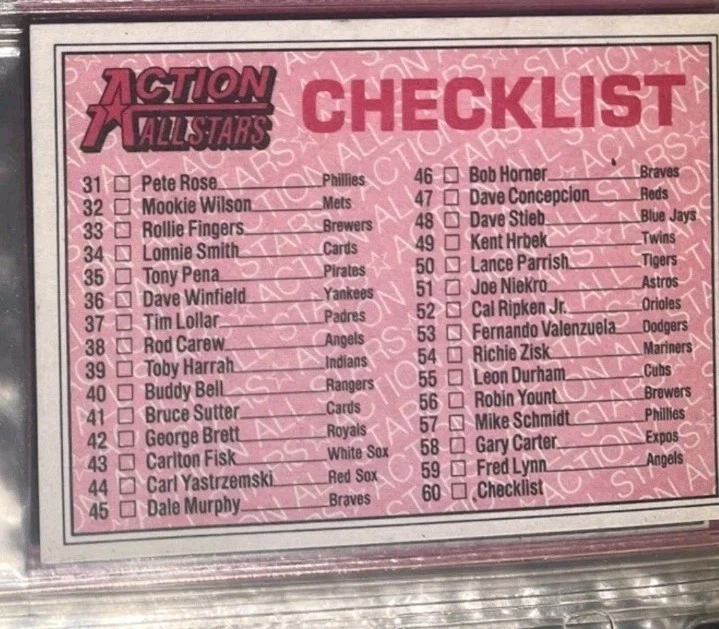 ACTION
ALL STARS
CHECKLIST
31 Pete Rose Phillies
32 Mookie Wilson Mets
33 Rollie Fingers Brewers
34 Lonnie Smith Cards
35 Tony Pena Pirates
36 Dave Winfield Yankees
37 Tim Lollar Padres
38 Rod Carew Angels
39 Toby Harrah Indians
40 Buddy Bell Rangers
41 Bruce Sutter Cards
42 George Brett Royals
43 Carlton Fisk White Sox
44 Carl Yastrzemski Red Sox
45 Dale Murphy Braves
46 Bob Horner Braves
47 Dave Concepcion Reds
48 Dave Stieb Blue Jays
49 Kent Hrbek Twins
50 Lance Parrish Tigers
51 Joe Niekro Astros
52 Cal Ripken Jr. Orioles
53 Fernando Valenzuela Dodgers
54 Richie Zisk Mariners
55 Leon Durham Cubs
56 Robin Yount Brewers
57 Mike Schmidt Phillies
58 Gary Carter Expos
59 Fred Lynn Angels
60 Checklist